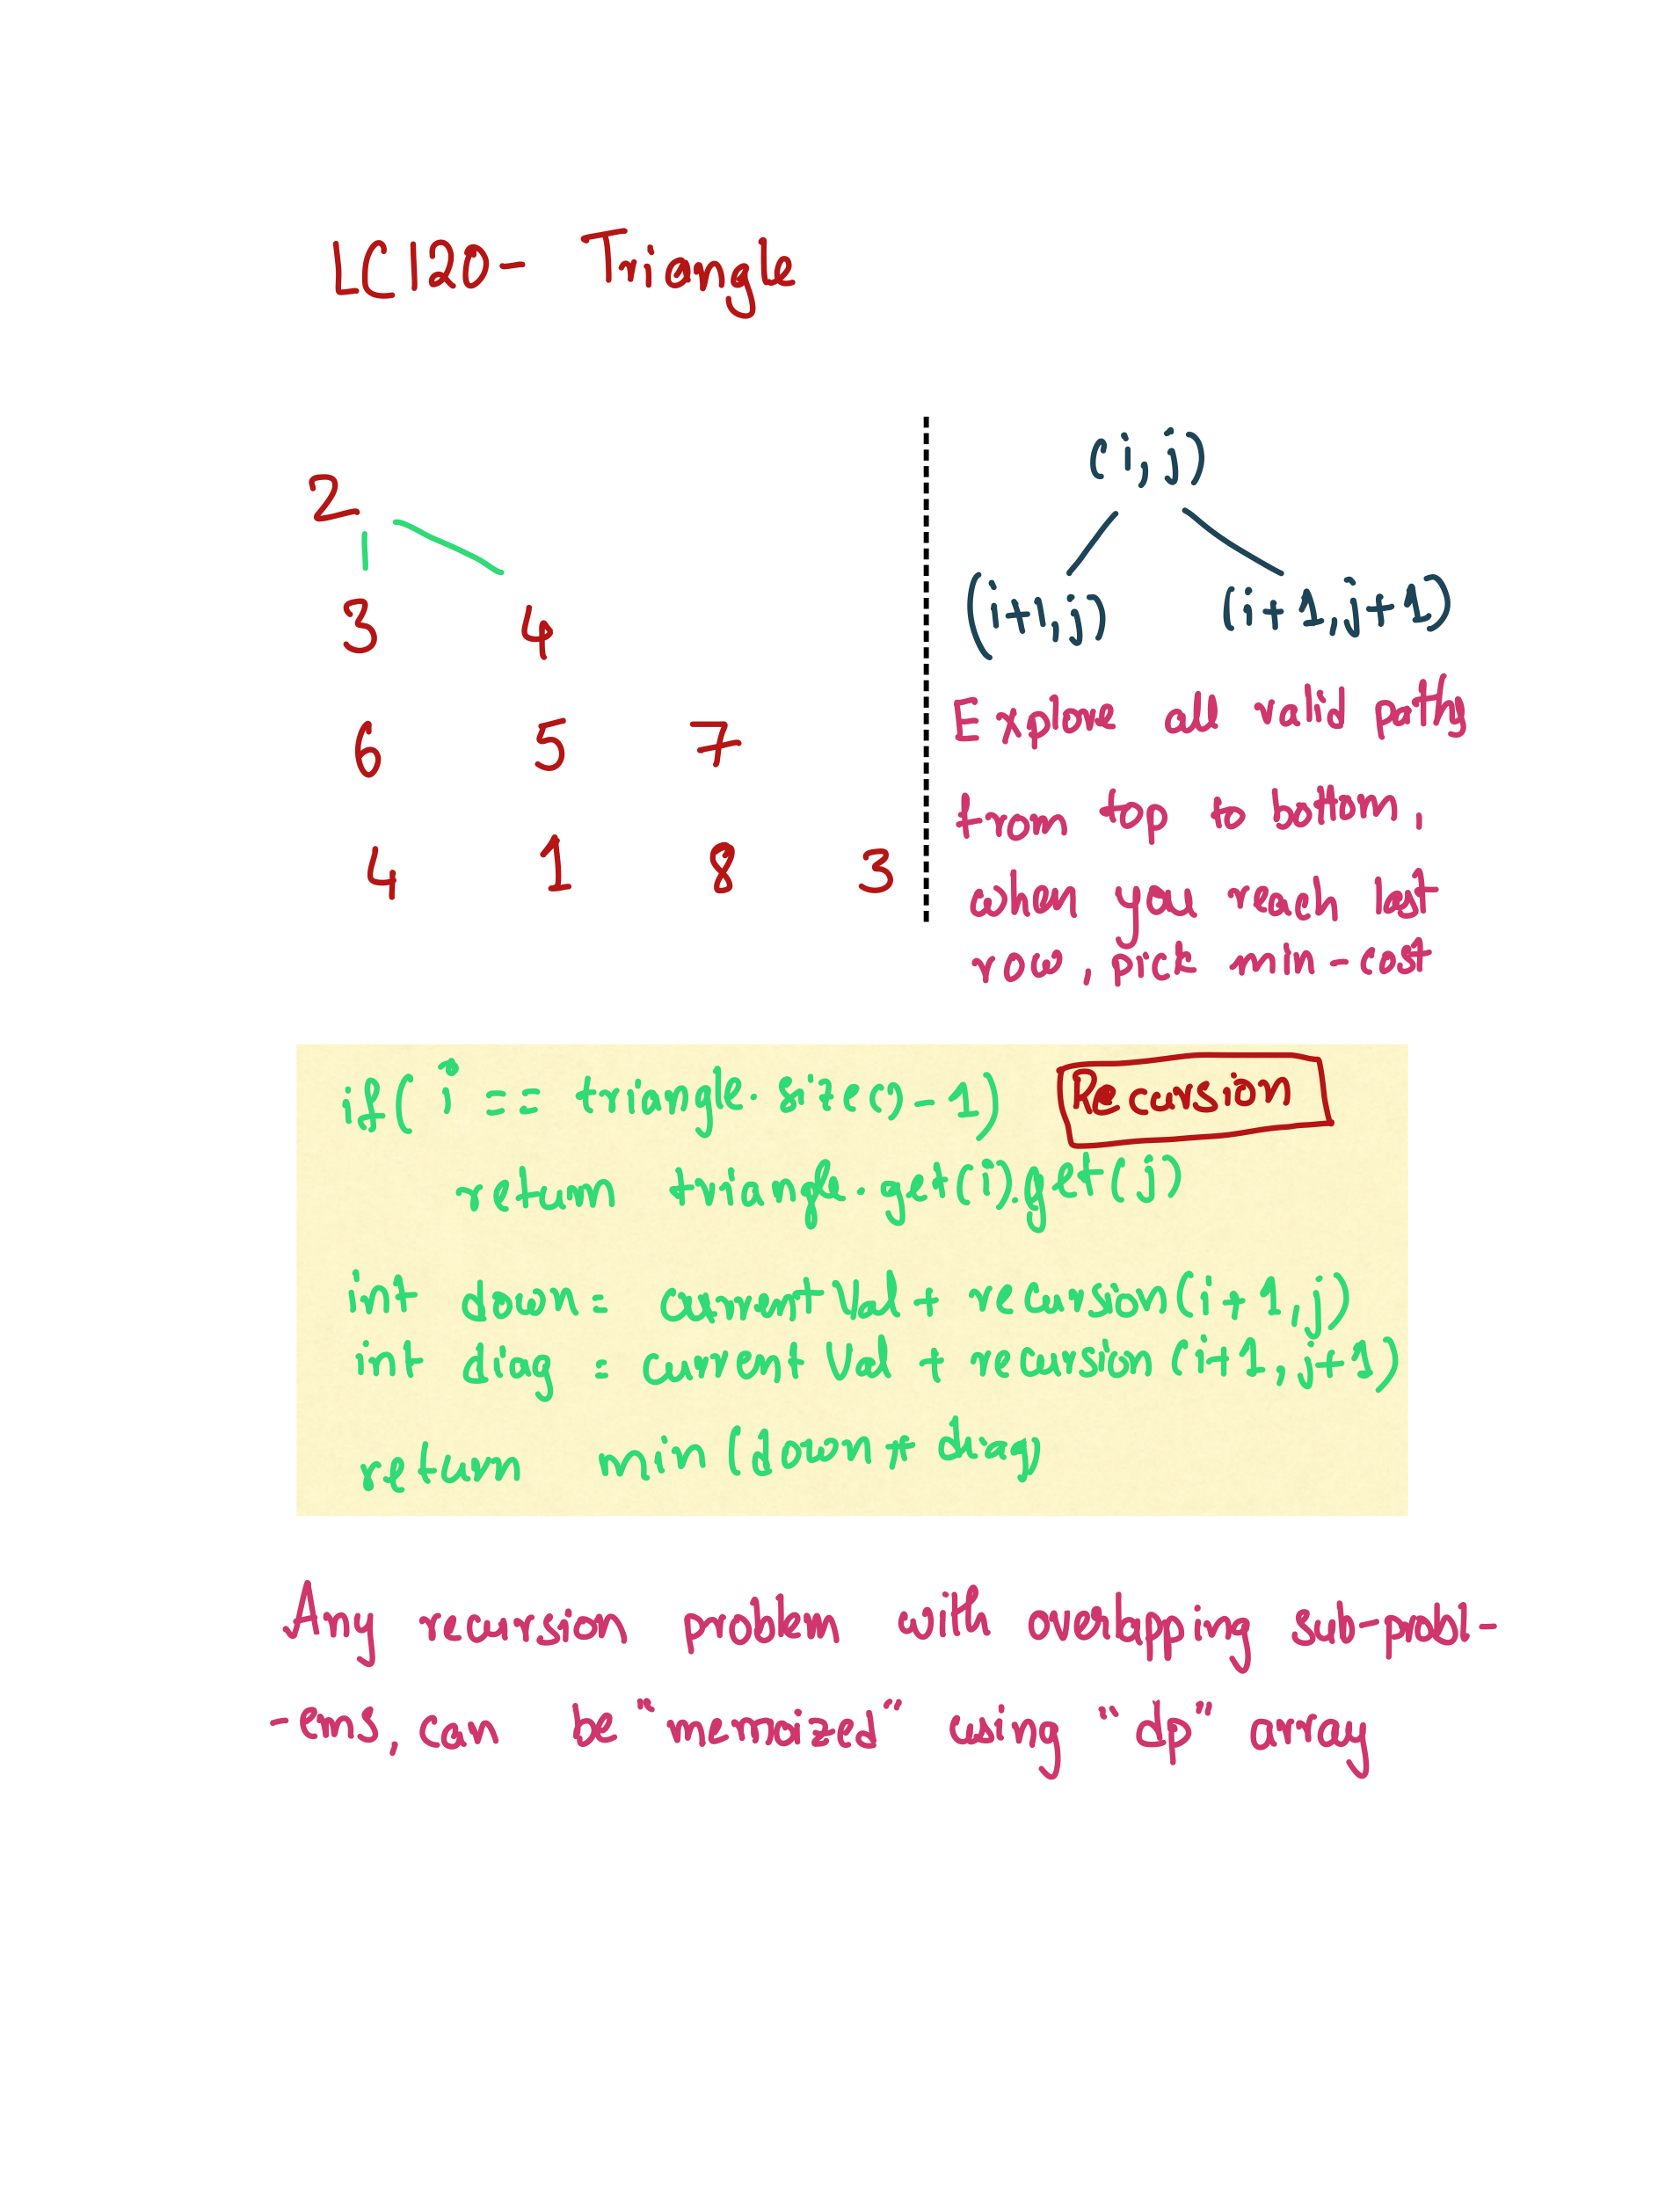 LC120- Triangle
2
3 4
6 5 7
4 1 8 3
(i,j)
(i+1,j) (i+1,j+1)
Explore all valid paths
from top to bottom,
when you reach last
row, pick min-cost
if( i == triangle.size()-1) Recursion
return triangle.get(i).get(j)
int down= currentVal + recursion(i+1,j)
int diag = currentVal + recursion(i+1,j+1)
return min(down+diag)
Any recursion problem with overlapping sub-probl-
-ems, can be "memoized" using "dp" array